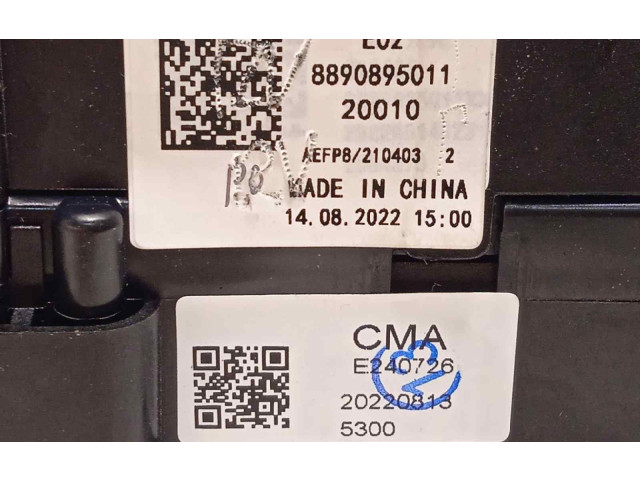 E02
8890895011
20010
AEFP8/210403 2
MADE IN CHINA
14.08.2022 15:00
CMA
E240726
20220813
5300